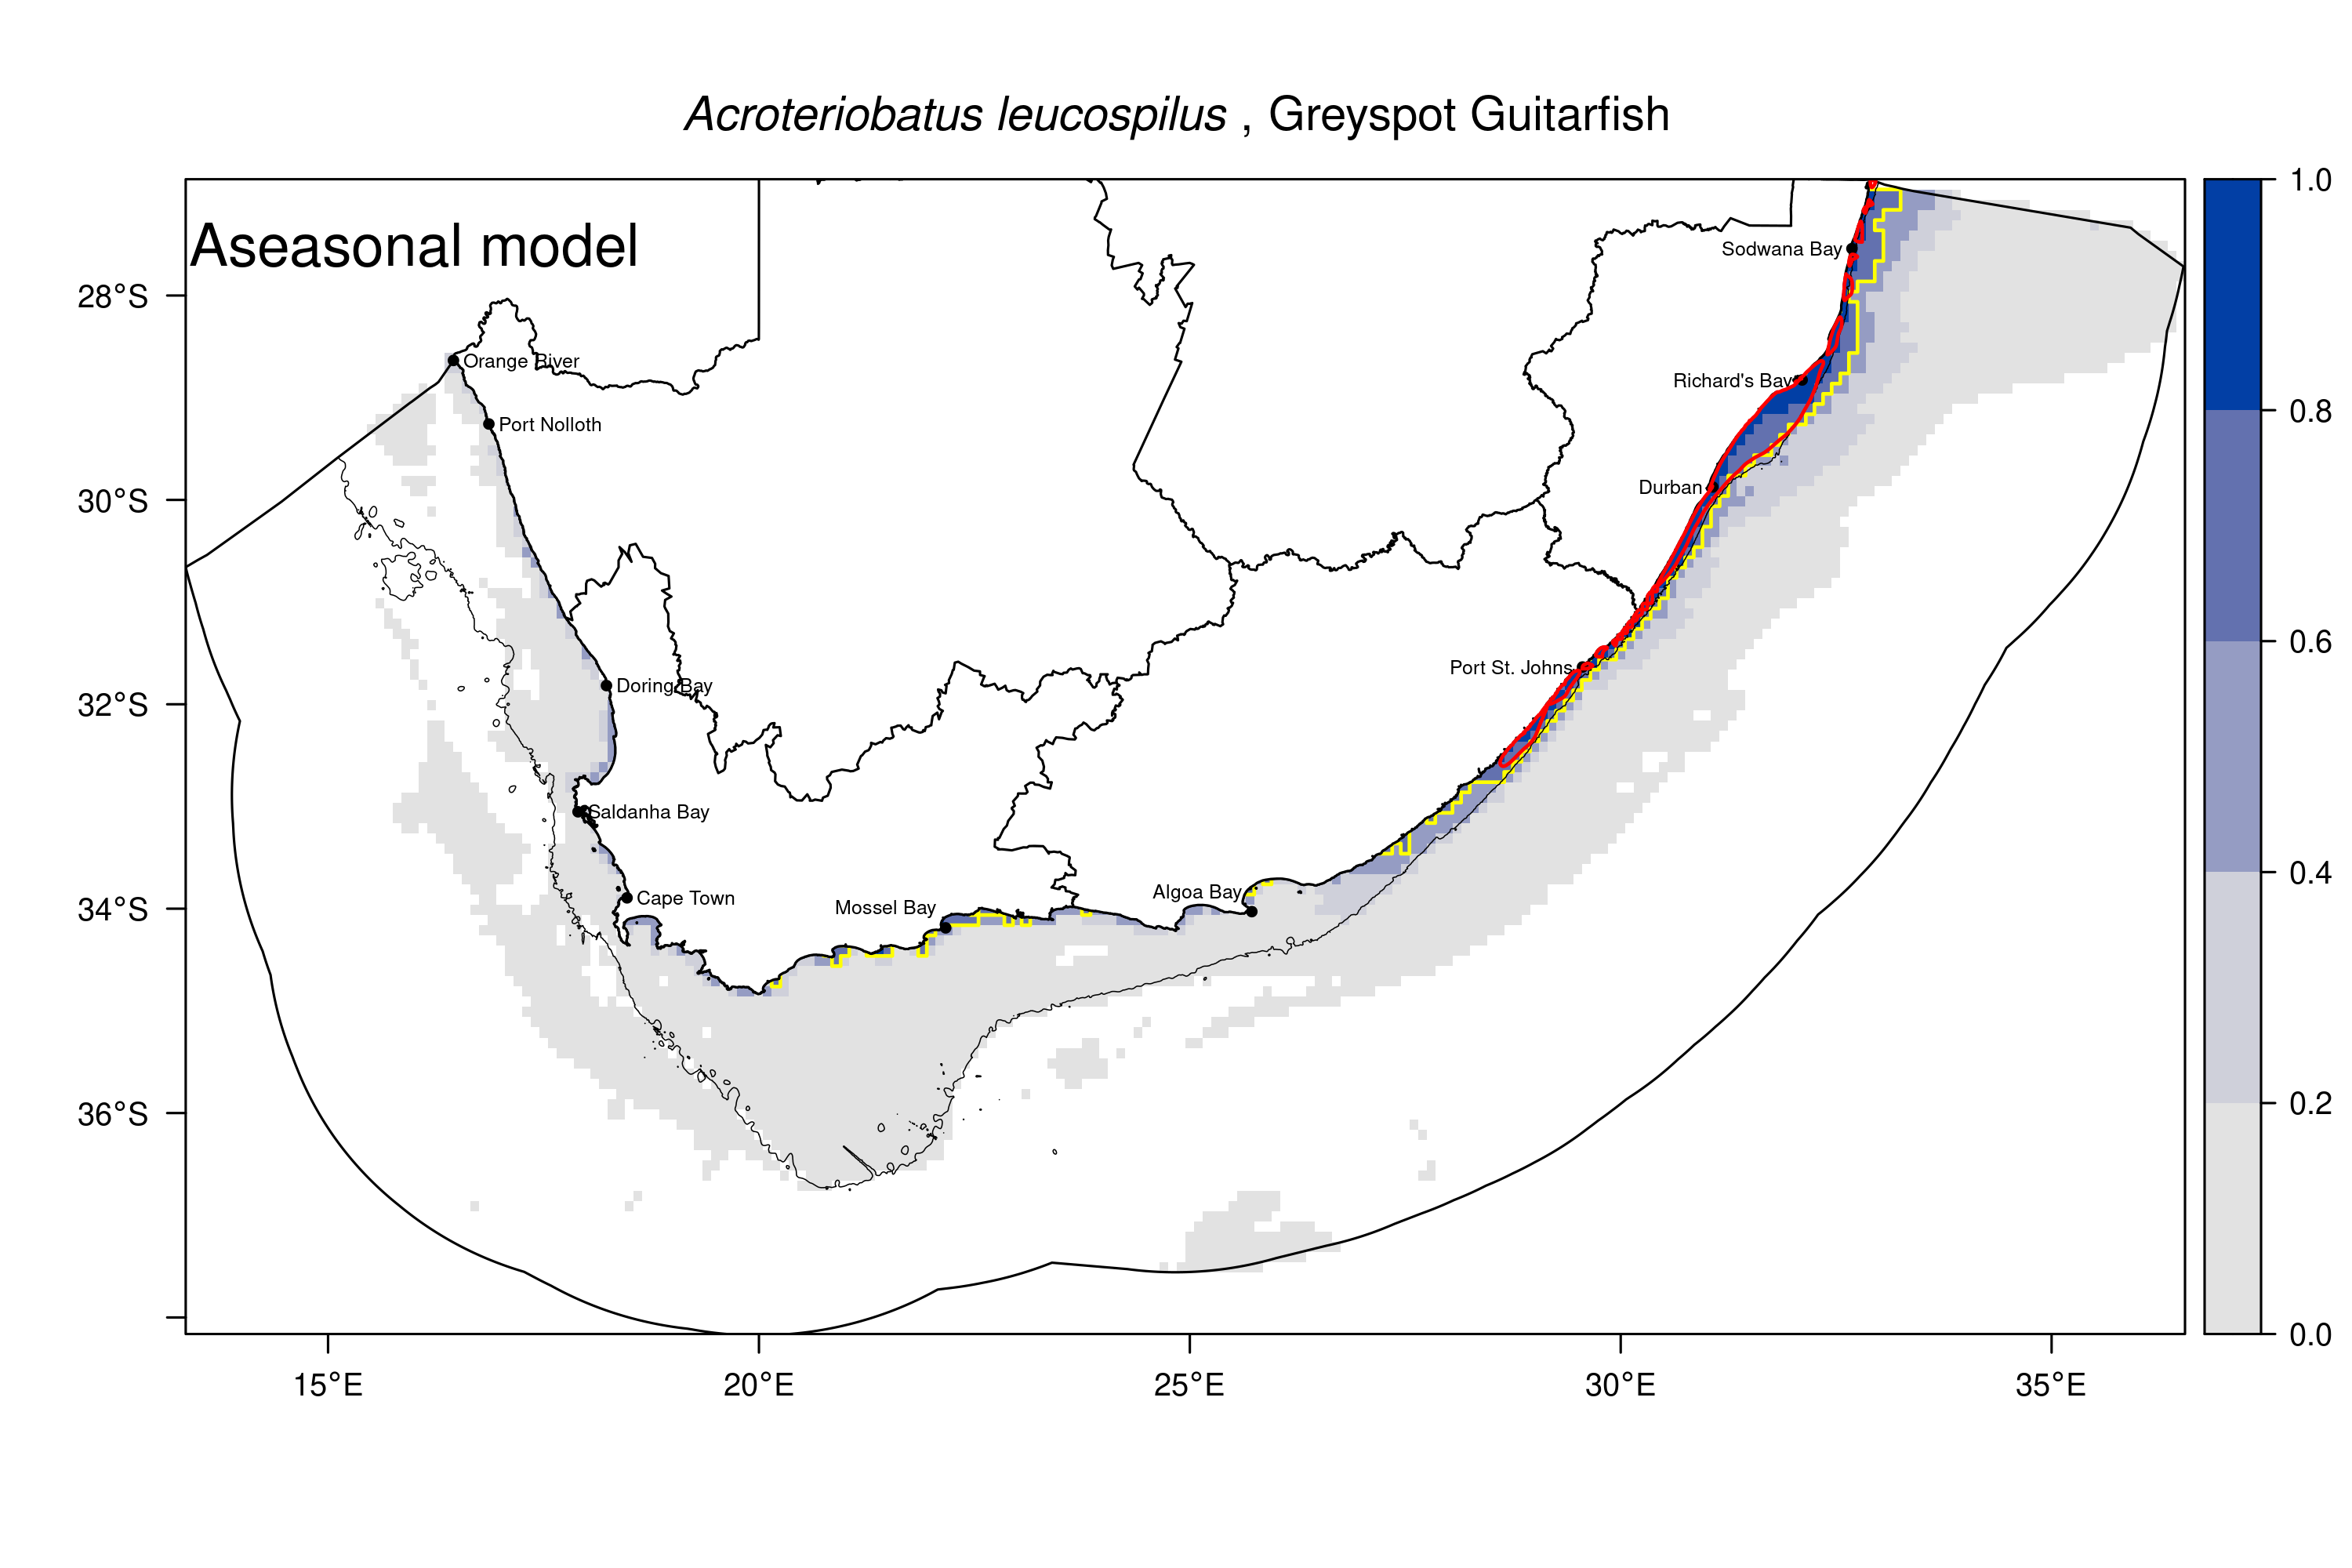 Acroteriobatus leucospilus , Greyspot Guitarfish
Aseasonal model
Sodwana Bay
Orange River
Richard's Bay
Port Nolloth
Durban
Port St. Johns
Doring Bay
Saldanha Bay
Cape Town
Mossel Bay
Algoa Bay
28°S
30°S
32°S
34°S
36°S
15°E
20°E
25°E
30°E
35°E
1.0
0.8
0.6
0.4
0.2
0.0